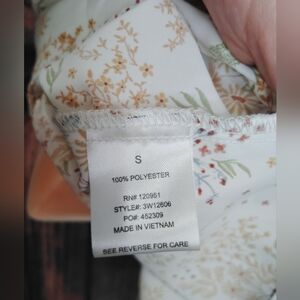 S
100% POLYESTER
RN# 120961
STYLE#: 3W12606
PO#: 452309
MADE IN VIETNAM
SEE REVERSE FOR CARE